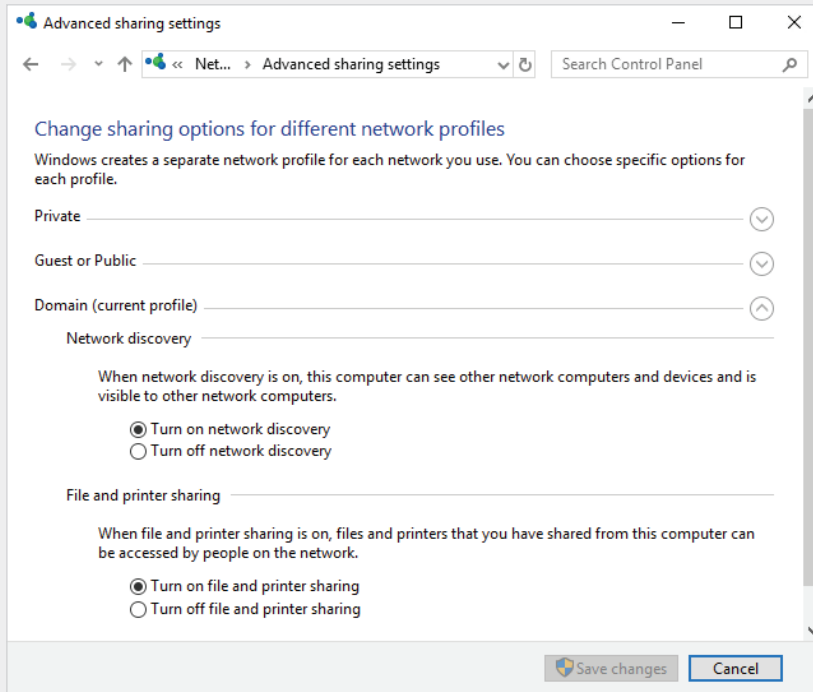 Advanced sharing settings
« Net... > Advanced sharing settings
Search Control Panel
Change sharing options for different network profiles
Windows creates a separate network profile for each network you use. You can choose specific options for
each profile.
Private
Guest or Public
Domain (current profile)
Network discovery
When network discovery is on, this computer can see other network computers and devices and is
visible to other network computers.
Turn on network discovery
Turn off network discovery
File and printer sharing
When file and printer sharing is on, files and printers that you have shared from this computer can
be accessed by people on the network.
Turn on file and printer sharing
Turn off file and printer sharing
Save changes
Cancel